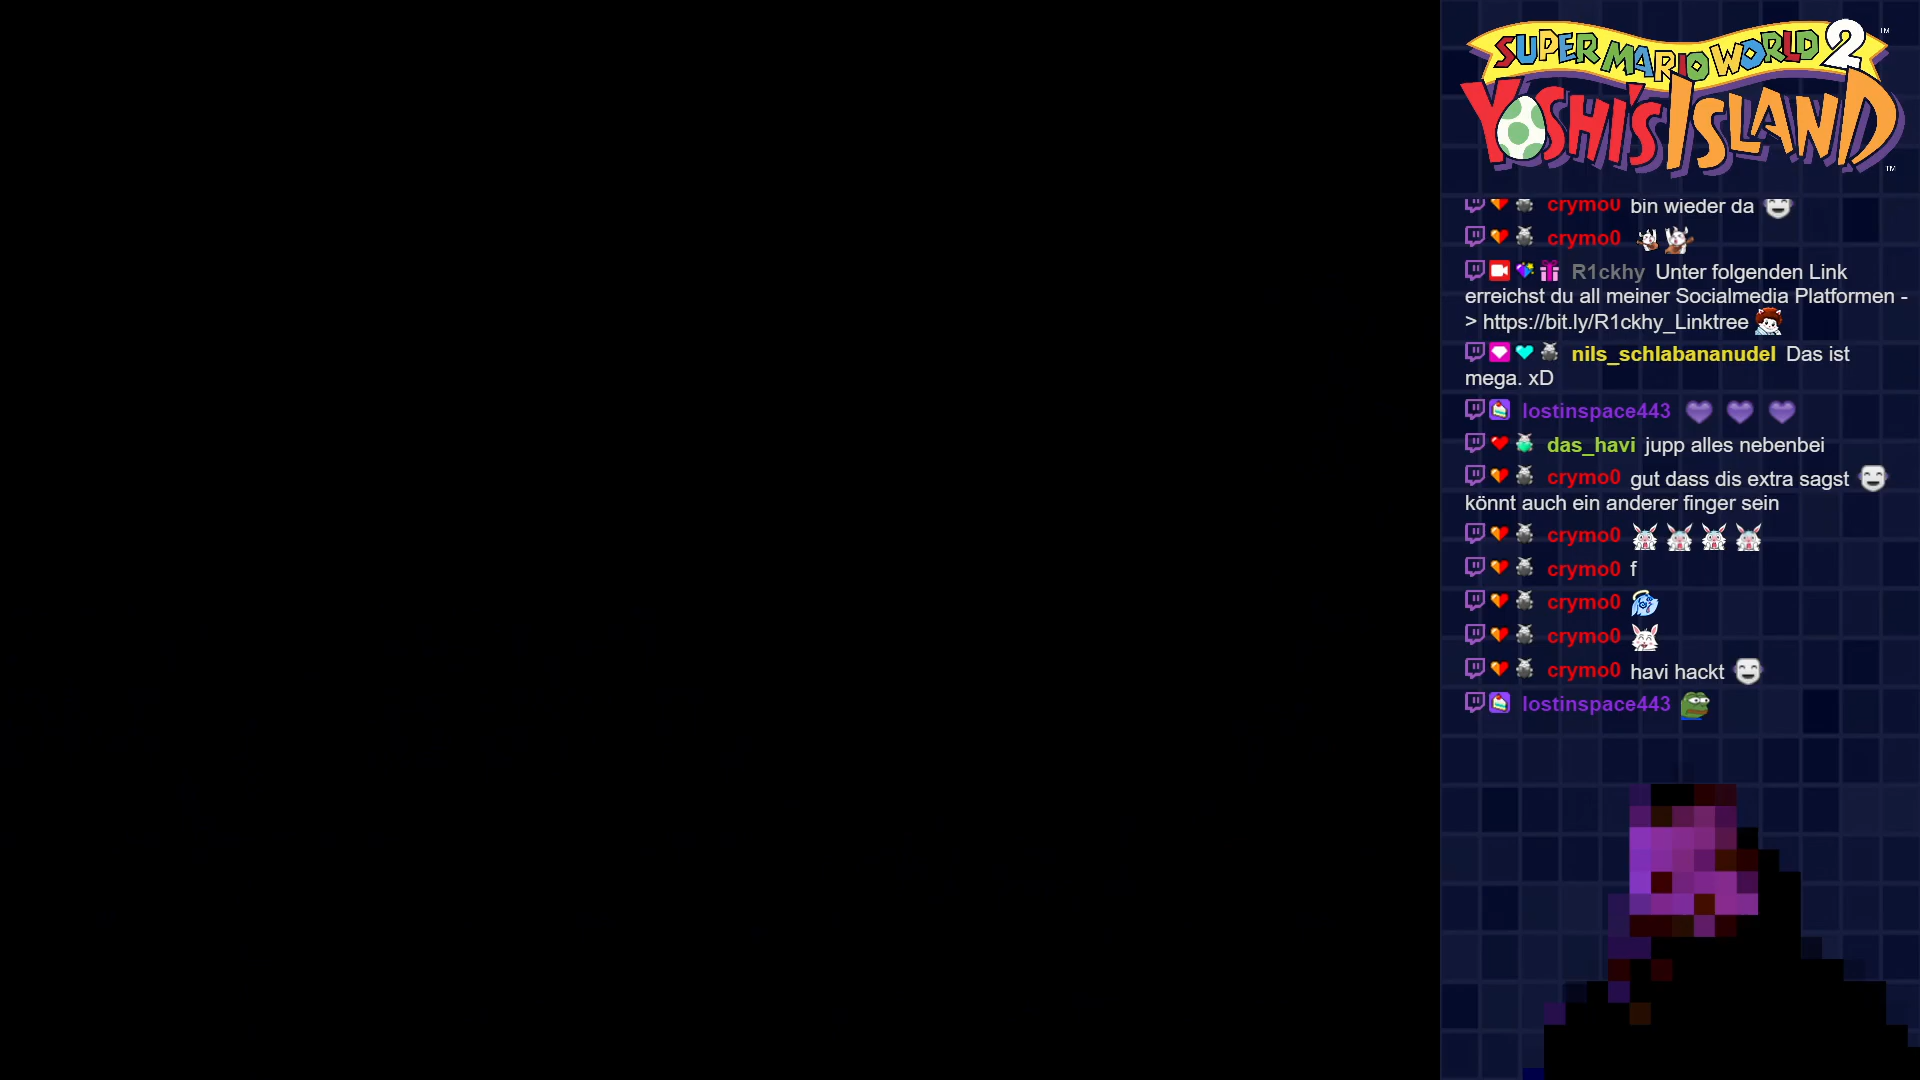 SUPER MARIO WORLD 2 ™
YOSHI'S ISLAND ™
crymo0 bin wieder da
crymo0
R1ckhy Unter folgenden Link
erreichst du all meiner Socialmedia Platformen -
> https://bit.ly/R1ckhy_Linktree
nils_schlabananudel Das ist
mega. xD
lostinspace443
das_havi jupp alles nebenbei
crymo0 gut dass dis extra sagst
könnt auch ein anderer finger sein
crymo0
crymo0 f
crymo0
crymo0
crymo0 havi hackt
lostinspace443